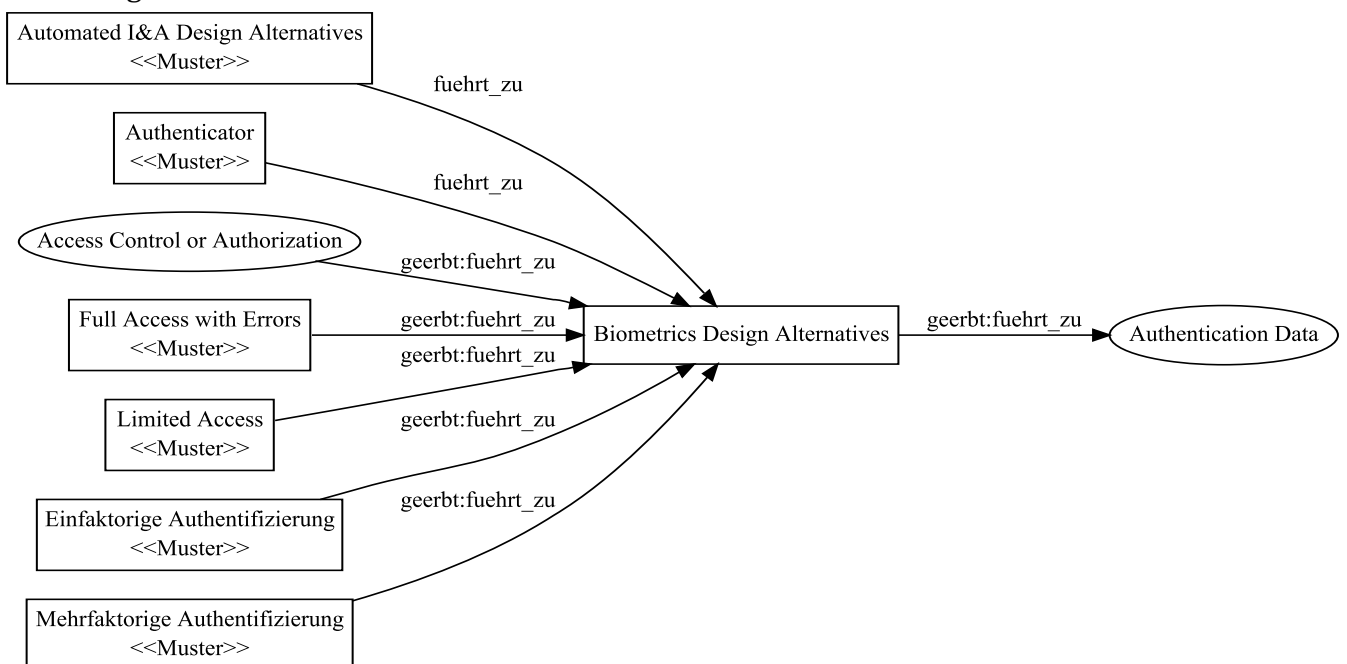 Automated I&A Design Alternatives
<<Muster>>
fuehrt_zu
Authenticator
<<Muster>>
fuehrt_zu
Access Control or Authorization
geerbt:fuehrt_zu
Full Access with Errors
<<Muster>>
geerbt:fuehrt_zu
Biometrics Design Alternatives
geerbt:fuehrt_zu
Authentication Data
geerbt:fuehrt_zu
Limited Access
<<Muster>>
geerbt:fuehrt_zu
Einfaktorige Authentifizierung
<<Muster>>
geerbt:fuehrt_zu
Mehrfaktorige Authentifizierung
<<Muster>>